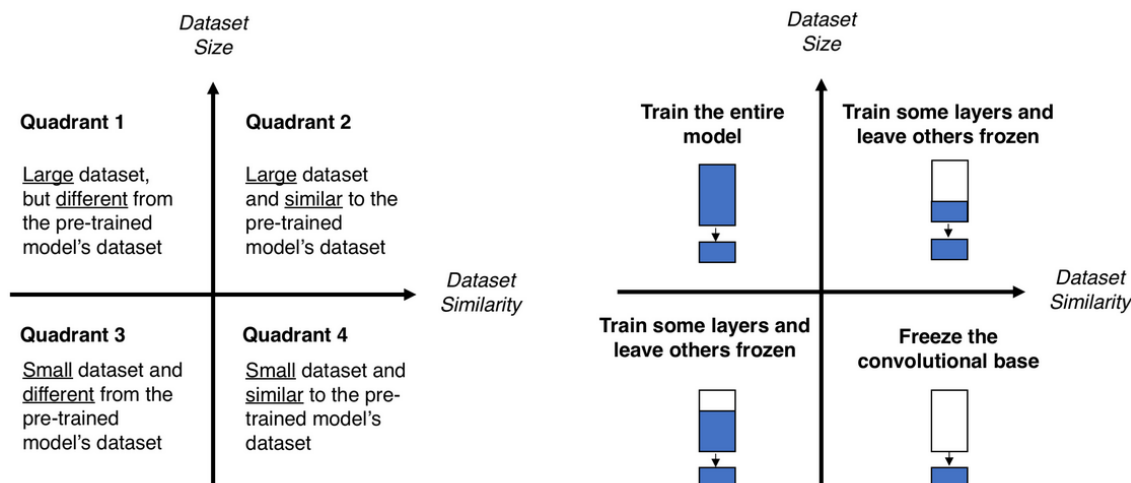 Dataset
Size
Quadrant 1
Quadrant 2
Large dataset,
but different from
the pre-trained
model's dataset
Large dataset
and similar to the
pre-trained
model's dataset
Dataset
Similarity
Quadrant 3
Quadrant 4
Small dataset and
different from the
pre-trained
model's dataset
Small dataset and
similar to the pre-
trained model's
dataset
Dataset
Size
Train the entire
model
Train some layers and
leave others frozen
Dataset
Similarity
Train some layers and
leave others frozen
Freeze the
convolutional base